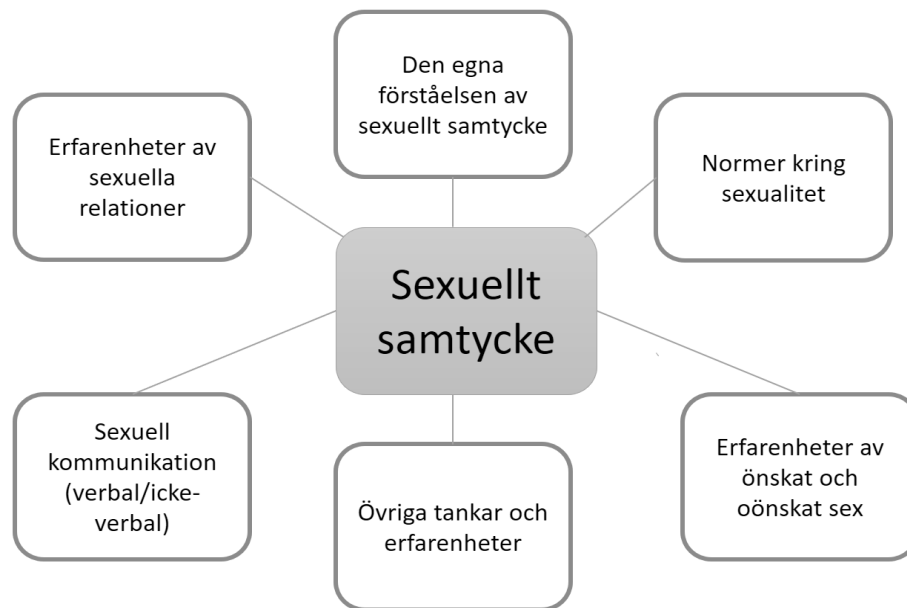 Den egna
förståelsen av
sexuellt samtycke
Erfarenheter av
sexuella
relationer
Normer kring
sexualitet
Sexuellt
samtycke
Sexuell
kommunikation
(verbal/icke-
verbal)
Övriga tankar och
erfarenheter
Erfarenheter av
önskat och
oönskat sex